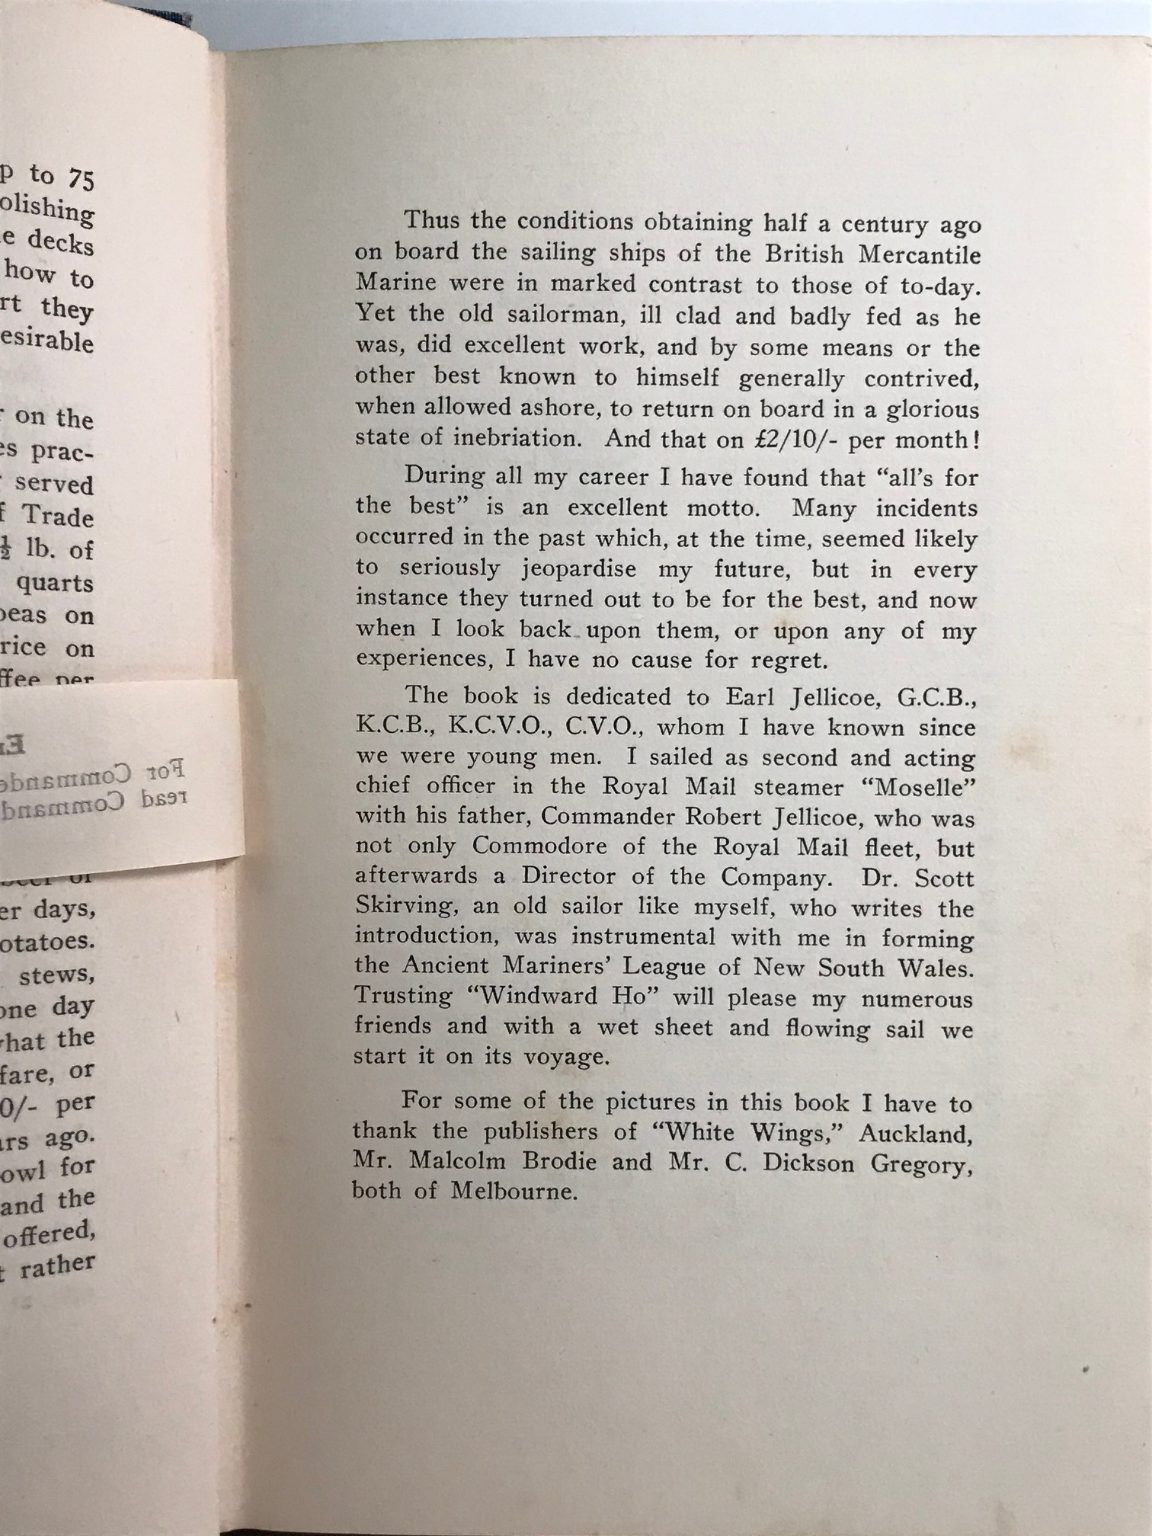 p to 75
olishing
e decks
how to
rt they
esirable
r on the
es prac-
served
f Trade
½ lb. of
quarts
peas on
rice on
ffee per
For Commande
read Command
er days,
otatoes.
stews,
one day
what the
fare, or
0/- per
ars ago.
owl for
and the
offered,
t rather
Thus the conditions obtaining half a century ago
on board the sailing ships of the British Mercantile
Marine were in marked contrast to those of to-day.
Yet the old sailorman, ill clad and badly fed as he
was, did excellent work, and by some means or the
other best known to himself generally contrived,
when allowed ashore, to return on board in a glorious
state of inebriation. And that on £2/10/- per month!
During all my career I have found that “all's for
the best” is an excellent motto. Many incidents
occurred in the past which, at the time, seemed likely
to seriously jeopardise my future, but in every
instance they turned out to be for the best, and now
when I look back upon them, or upon any of my
experiences, I have no cause for regret.
The book is dedicated to Earl Jellicoe, G.C.B.,
K.C.B., K.C.V.O., C.V.O., whom I have known since
we were young men. I sailed as second and acting
chief officer in the Royal Mail steamer “Moselle”
with his father, Commander Robert Jellicoe, who was
not only Commodore of the Royal Mail fleet, but
afterwards a Director of the Company. Dr. Scott
Skirving, an old sailor like myself, who writes the
introduction, was instrumental with me in forming
the Ancient Mariners' League of New South Wales.
Trusting “Windward Ho” will please my numerous
friends and with a wet sheet and flowing sail we
start it on its voyage.
For some of the pictures in this book I have to
thank the publishers of “White Wings,” Auckland,
Mr. Malcolm Brodie and Mr. C. Dickson Gregory,
both of Melbourne.